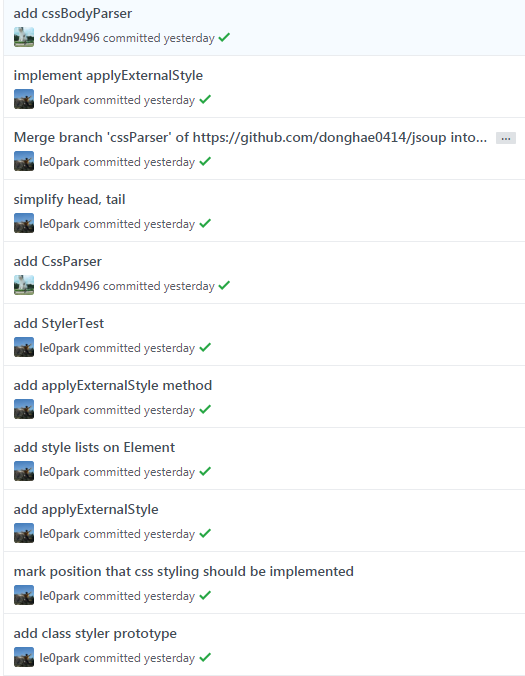 add cssBodyParser
ckddn9496 committed yesterday
implement applyExternalStyle
le0park committed yesterday
Merge branch 'cssParser' of https://github.com/donghae0414/jsoup into... ...
le0park committed yesterday
simplify head, tail
le0park committed yesterday
add CssParser
ckddn9496 committed yesterday
add StylerTest
le0park committed yesterday
add applyExternalStyle method
le0park committed yesterday
add style lists on Element
le0park committed yesterday
add applyExternalStyle
le0park committed yesterday
mark position that css styling should be implemented
le0park committed yesterday
add class styler prototype
le0park committed yesterday